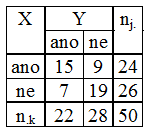 X Y nj.
ano ne
ano 15 9 24
ne 7 19 26
n.k 22 28 50